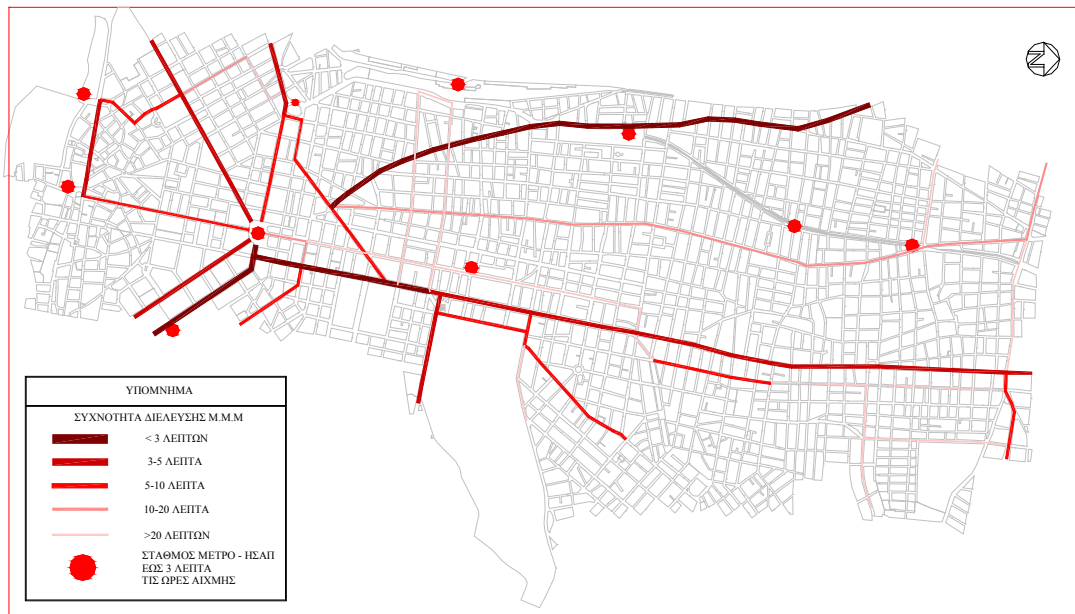 ΥΠΟΜΝΗΜΑ
ΣΥΧΝΟΤΗΤΑ ΔΙΕΛΕΥΣΗΣ Μ.Μ.Μ
< 3 ΛΕΠΤΩΝ
3-5 ΛΕΠΤΑ
5-10 ΛΕΠΤΑ
10-20 ΛΕΠΤΑ
>20 ΛΕΠΤΩΝ
ΣΤΑΘΜΟΣ ΜΕΤΡΟ - ΗΣΑΠ
ΕΩΣ 3 ΛΕΠΤΑ
ΤΙΣ ΩΡΕΣ ΑΙΧΜΗΣ